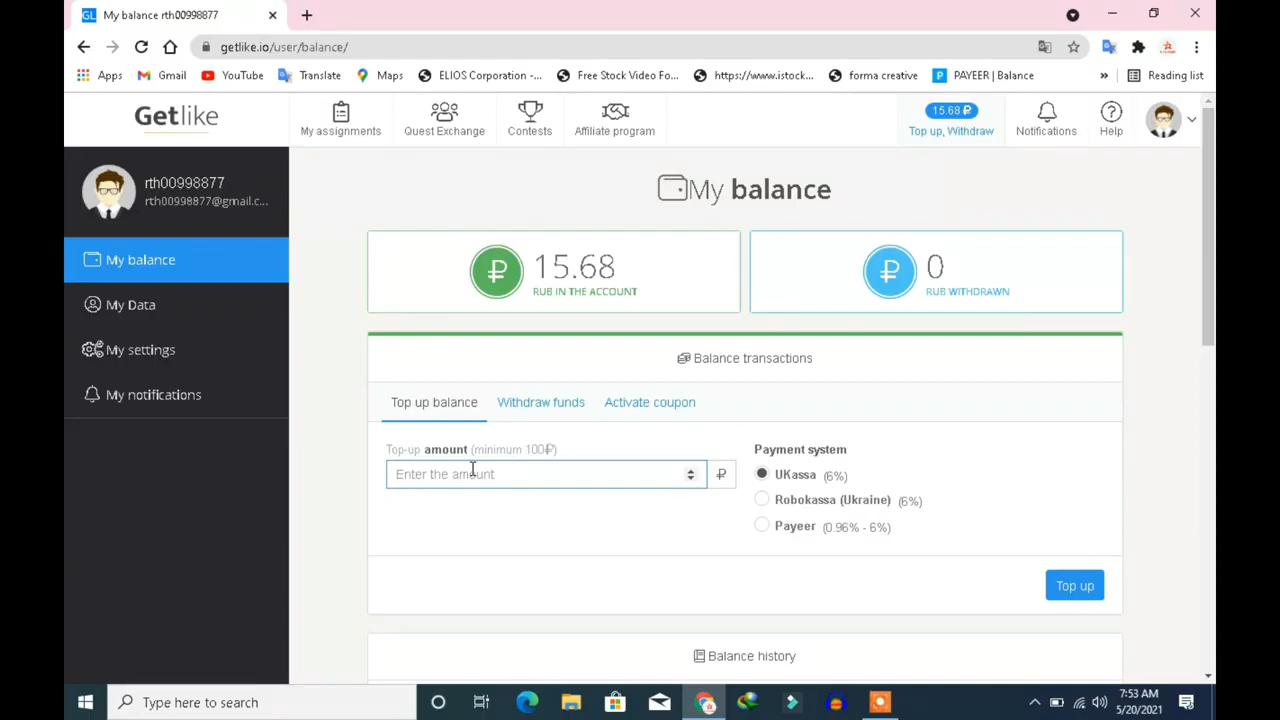 GL My balance rth00998877
getlike.io/user/balance/
Apps Gmail YouTube Translate Maps ELIOS Corporation -... Free Stock Video Fo... https://www.istock... forma creative P PAYEER | Balance » Reading list
Getlike
My assignments Quest Exchange Contests Affiliate program
15.68 ₽
Top up, Withdraw Notifications Help
rth00998877
rth00998877@gmail.c...
My balance
My Data
My settings
My notifications
My balance
₽ 15.68
RUB IN THE ACCOUNT
₽ 0
RUB WITHDRAWN
Balance transactions
Top up balance Withdraw funds Activate coupon
Top-up amount (minimum 100₽)
Enter the amount ₽
Payment system
UKassa (6%)
Robokassa (Ukraine) (6%)
Payeer (0.96% - 6%)
Top up
Balance history
Type here to search
7:53 AM
5/20/2021